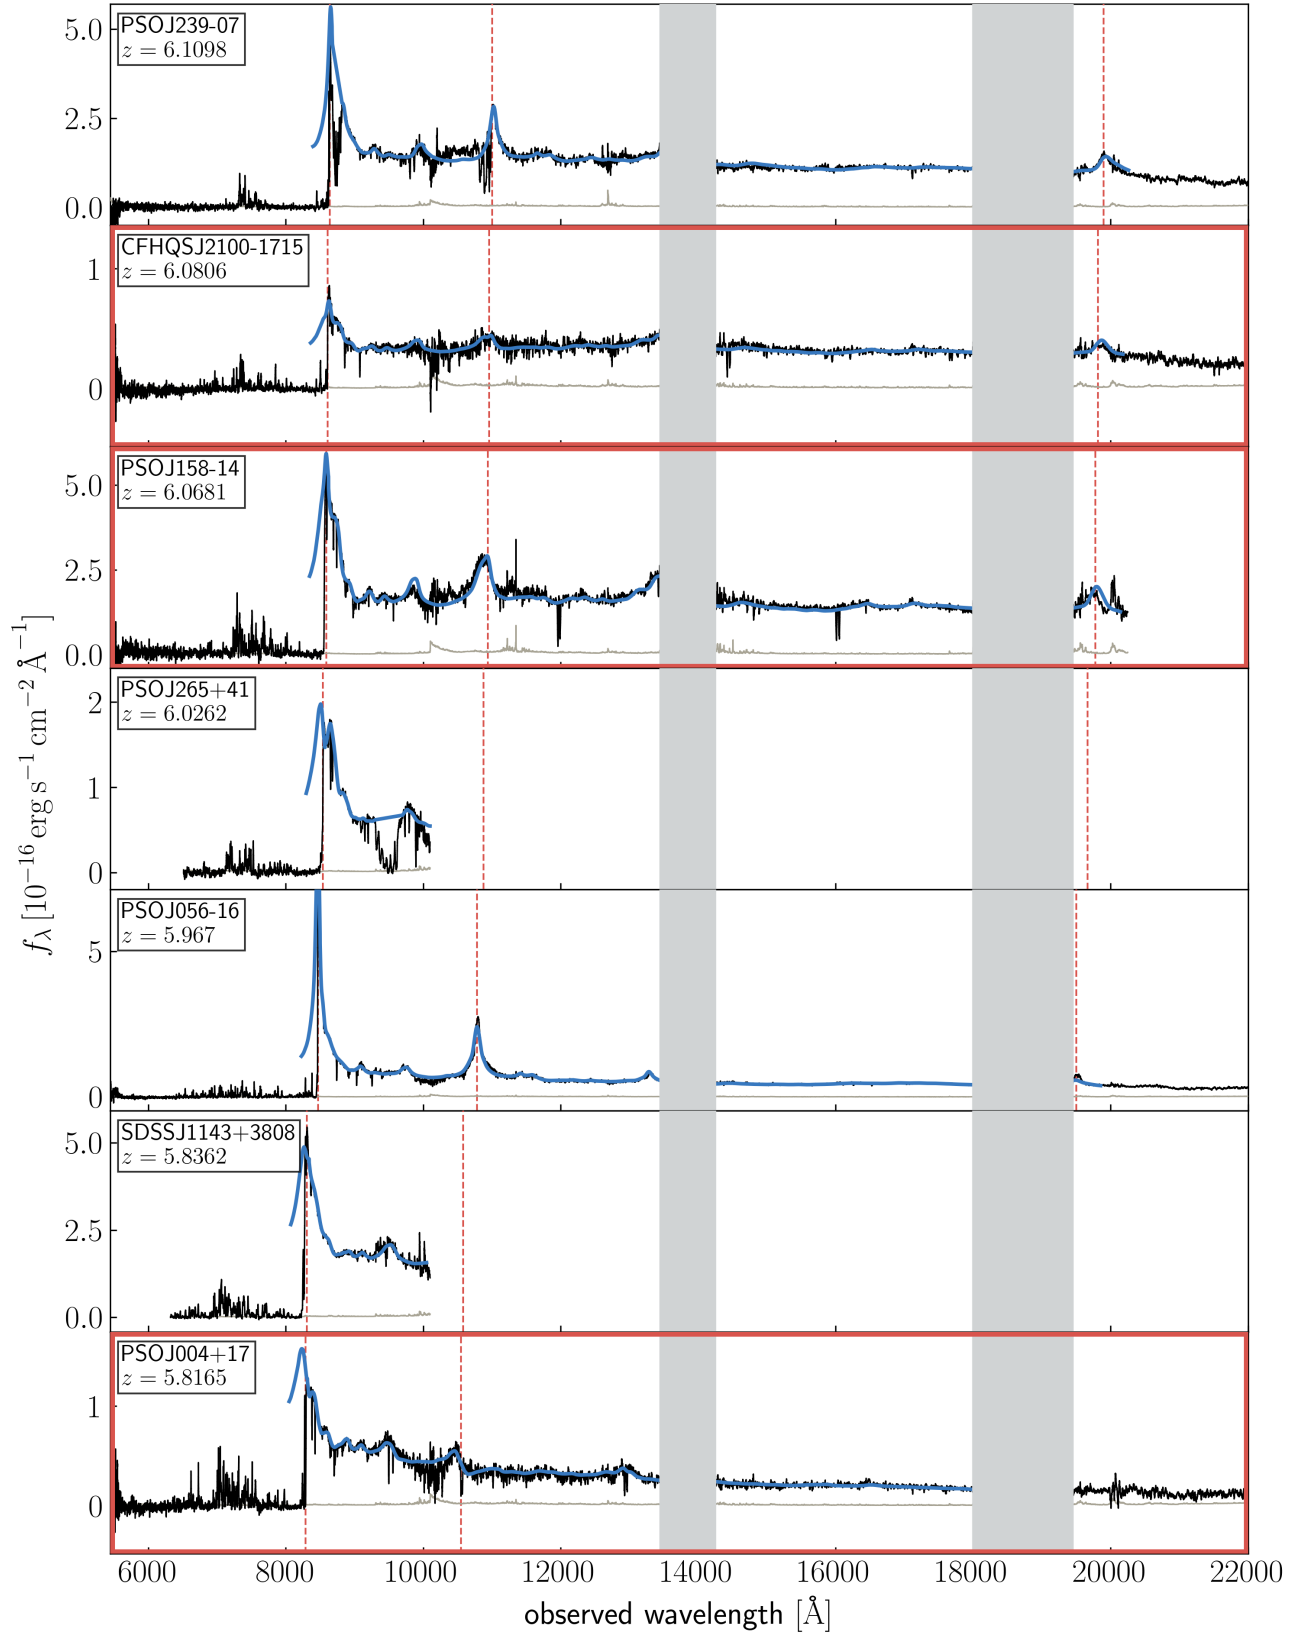 PSOJ239-07
z = 6.1098
5.0
2.5
0.0
CFHQSJ2100-1715
z = 6.0806
1
0
PSOJ158-14
z = 6.0681
5.0
2.5
0.0
PSOJ265+41
z = 6.0262
2
1
0
PSOJ056-16
z = 5.967
5
0
SDSSJ1143+3808
z = 5.8362
5.0
2.5
0.0
PSOJ004+17
z = 5.8165
1
0
fλ [10−16 erg s−1 cm−2 Å−1]
6000 8000 10000 12000 14000 16000 18000 20000 22000
observed wavelength [Å]